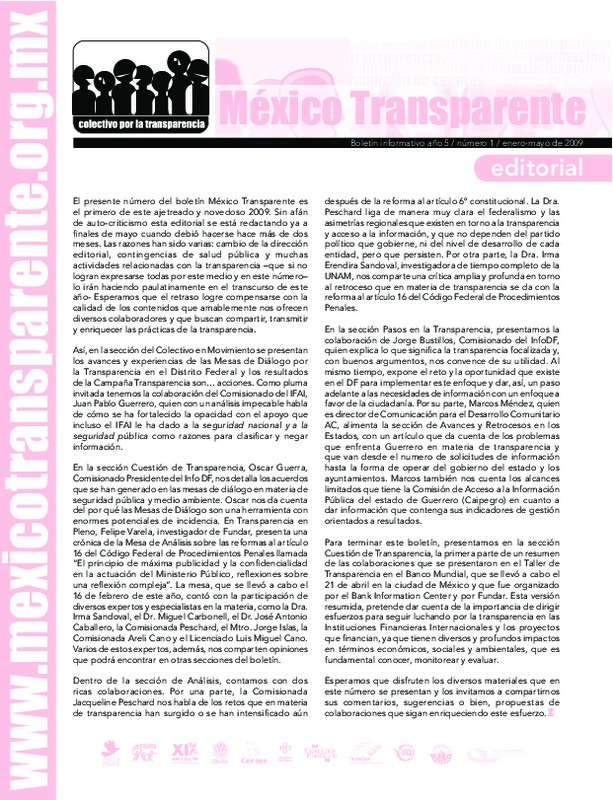 www.mexicotransparente.org.mx
colectivo por la transparencia
México Transparente
Boletín informativo año 5 / número 1 / enero-mayo de 2009
editorial
El presente número del boletín México Transparente es
el primero de este ajetreado y novedoso 2009. Sin afán
de auto-criticismo esta editorial se está redactando ya a
finales de mayo cuando debió hacerse hace más de dos
meses. Las razones han sido varias: cambio de la dirección
editorial, contingencias de salud pública y muchas
actividades relacionadas con la transparencia –que si no
logran expresarse todas por este medio y en este número–
lo irán haciendo paulatinamente en el transcurso de este
año- Esperamos que el retraso logre compensarse con la
calidad de los contenidos que amablemente nos ofrecen
diversos colaboradores y que buscan compartir, transmitir
y enriquecer las prácticas de la transparencia.
Así, en la sección del Colectivo en Movimiento se presentan
los avances y experiencias de las Mesas de Diálogo por
la Transparencia en el Distrito Federal y los resultados
de la Campaña Transparencia son… acciones. Como pluma
invitada tenemos la colaboración del Comisionado del IFAI,
Juan Pablo Guerrero, quien con un análisis impecable habla
de cómo se ha fortalecido la opacidad con el apoyo que
incluso el IFAI le ha dado a la seguridad nacional y a la
seguridad pública como razones para clasificar y negar
información.
En la sección Cuestión de Transparencia, Oscar Guerra,
Comisionado Presidente del Info DF, nos detalla los acuerdos
que se han generado en las mesas de diálogo en materia de
seguridad pública y medio ambiente. Oscar nos da cuenta
del por qué las Mesas de Diálogo son una herramienta con
enormes potenciales de incidencia. En Transparencia en
Pleno, Felipe Varela, investigador de Fundar, presenta una
crónica de la Mesa de Análisis sobre las reformas al artículo
16 del Código Federal de Procedimientos Penales llamada
"El principio de máxima publicidad y la confidencialidad
en la actuación del Ministerio Público, reflexiones sobre
una reflexión compleja". La mesa, que se llevó a cabo el
16 de febrero de este año, contó con la participación de
diversos expertos y especialistas en la materia, como la Dra.
Irma Sandoval, el Dr. Miguel Carbonell, el Dr. José Antonio
Caballero, la Comisionada Peschard, el Mtro. Jorge Islas, la
Comisionada Areli Cano y el Licenciado Luis Miguel Cano.
Varios de estos expertos, además, nos comparten opiniones
que podrá encontrar en otras secciones del boletín.
Dentro de la sección de Análisis, contamos con dos
ricas colaboraciones. Por una parte, la Comisionada
Jacqueline Peschard nos habla de los retos que en materia
de transparencia han surgido o se han intensificado aún
después de la reforma al artículo 6º constitucional. La Dra.
Peschard liga de manera muy clara el federalismo y las
asimetrías regionales que existen en torno a la transparencia
y acceso a la información, y que no dependen del partido
político que gobierne, ni del nivel de desarrollo de cada
entidad, pero que persisten. Por otra parte, la Dra. Irma
Erendira Sandoval, investigadora de tiempo completo de la
UNAM, nos comparte una crítica amplia y profunda en torno
al retroceso que en materia de transparencia se da con la
reforma al artículo 16 del Código Federal de Procedimientos
Penales.
En la sección Pasos en la Transparencia, presentamos la
colaboración de Jorge Bustillos, Comisionado del InfoDF,
quien explica lo que significa la transparencia focalizada y,
con buenos argumentos, nos convence de su utilidad. Al
mismo tiempo, expone el reto y la oportunidad que existe
en el DF para implementar este enfoque y dar, así, un paso
adelante a las necesidades de información con un enfoque a
favor de la ciudadanía. Por su parte, Marcos Méndez, quien
es director de Comunicación para el Desarrollo Comunitario
AC, alimenta la sección de Avances y Retrocesos en los
Estados, con un artículo que da cuenta de los problemas
que enfrenta Guerrero en materia de transparencia y
que van desde el numero de solicitudes de información
hasta la forma de operar del gobierno del estado y los
ayuntamientos. Marcos también nos cuenta los alcances
limitados que tiene la Comisión de Acceso a la Información
Pública del estado de Guerrero (Caipegro) en cuanto a
dar información que contenga sus indicadores de gestión
orientados a resultados.
Para terminar este boletín, presentamos en la sección
Cuestión de Transparencia, la primera parte de un resumen
de las colaboraciones que se presentaron en el Taller de
Transparencia en el Banco Mundial, que se llevó a cabo el
21 de abril en la ciudad de México y que fue organizado
por el Bank Information Center y por Fundar. Esta versión
resumida, pretende dar cuenta de la importancia de dirigir
esfuerzos para seguir luchando por la transparencia en las
Instituciones Financieras Internacionales y los proyectos
que financian, ya que tienen diversos y profundos impactos
en términos económicos, sociales y ambientales, que es
fundamental conocer, monitorear y evaluar.
Esperamos que disfruten los diversos materiales que en
este número se presentan y los invitamos a compartirnos
sus comentarios, sugerencias o bien, propuestas de
colaboraciones que sigan enriqueciendo este esfuerzo.